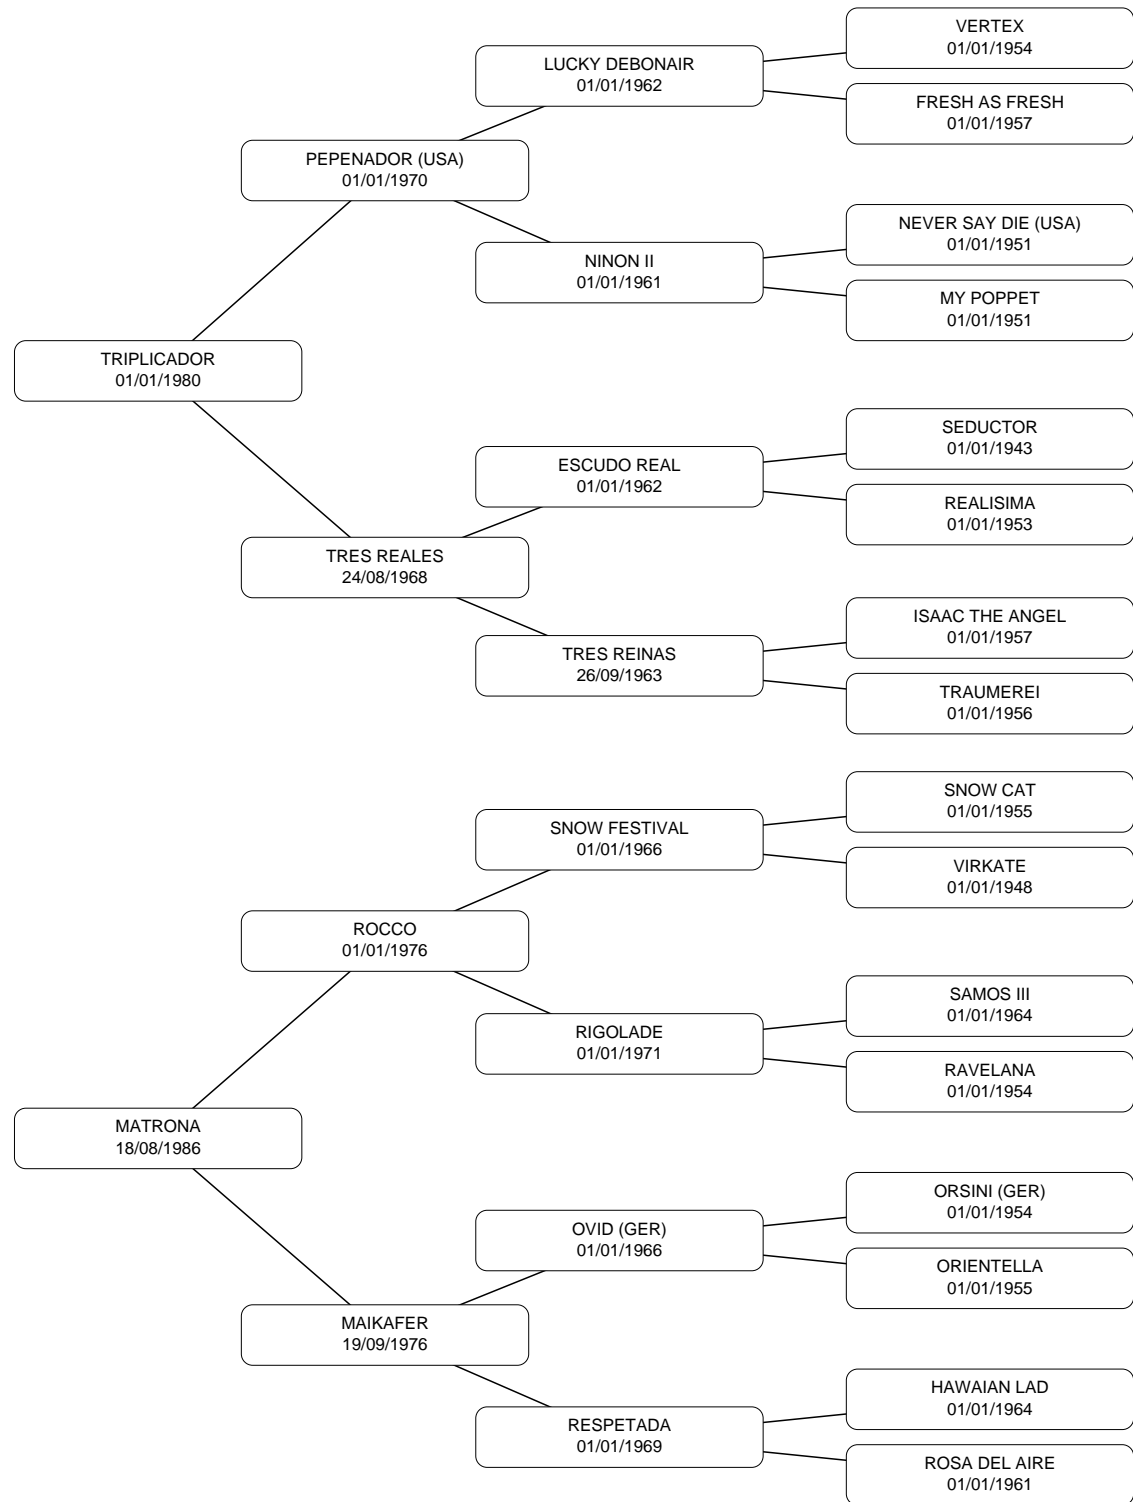 VERTEX
01/01/1954
LUCKY DEBONAIR
01/01/1962
FRESH AS FRESH
01/01/1957
PEPENADOR (USA)
01/01/1970
NEVER SAY DIE (USA)
01/01/1951
NINON II
01/01/1961
MY POPPET
01/01/1951
TRIPLICADOR
01/01/1980
SEDUCTOR
01/01/1943
ESCUDO REAL
01/01/1962
REALISIMA
01/01/1953
TRES REALES
24/08/1968
ISAAC THE ANGEL
01/01/1957
TRES REINAS
26/09/1963
TRAUMEREI
01/01/1956
SNOW CAT
01/01/1955
SNOW FESTIVAL
01/01/1966
VIRKATE
01/01/1948
ROCCO
01/01/1976
SAMOS III
01/01/1964
RIGOLADE
01/01/1971
RAVELANA
01/01/1954
MATRONA
18/08/1986
ORSINI (GER)
01/01/1954
OVID (GER)
01/01/1966
ORIENTELLA
01/01/1955
MAIKAFER
19/09/1976
HAWAIAN LAD
01/01/1964
RESPETADA
01/01/1969
ROSA DEL AIRE
01/01/1961